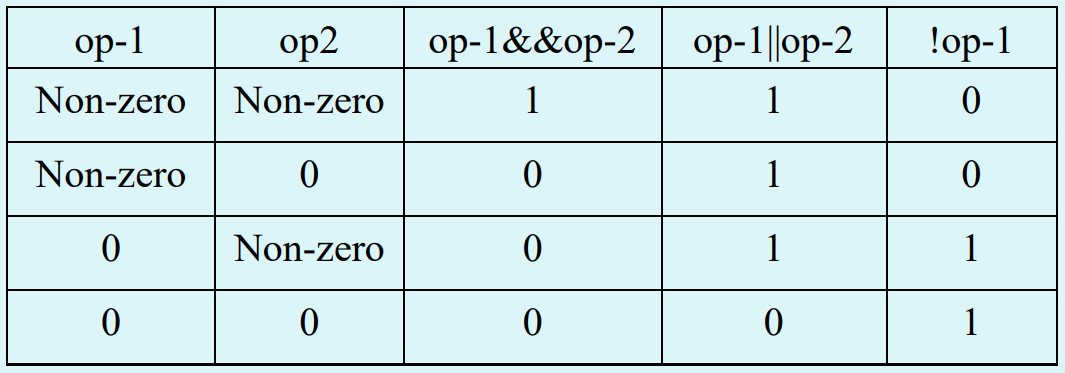 op-1 op2 op-1&&op-2 op-1||op-2 !op-1
Non-zero Non-zero 1 1 0
Non-zero 0 0 1 0
0 Non-zero 0 1 1
0 0 0 0 1